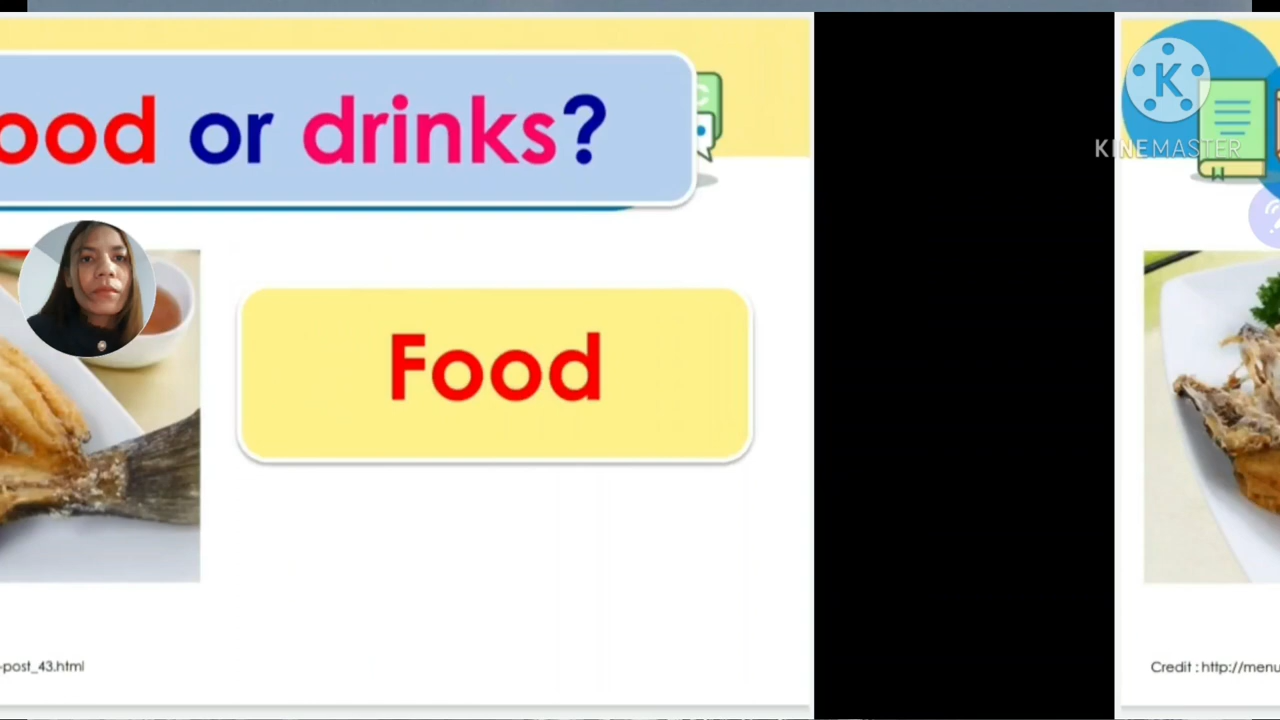 ood or drinks?
KINEMASTER
Food
-post_43.html
Credit : http://menu